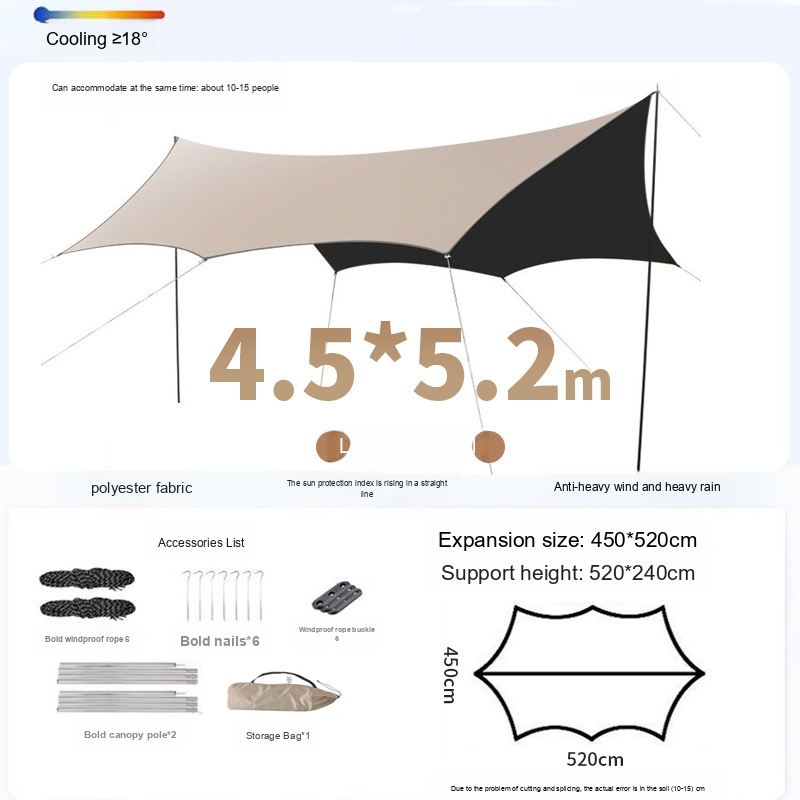 Cooling ≥18°
Can accommodate at the same time: about 10-15 people
4.5*5.2m
L
polyester fabric
The sun protection index is rising in a straight
line
Anti-heavy wind and heavy rain
Accessories List
Bold windproof rope 6
Bold nails*6
Windproof rope buckle
6
Bold canopy pole*2
Storage Bag*1
Expansion size: 450*520cm
Support height: 520*240cm
450cm
520cm
Due to the problem of cutting and splicing, the actual error is in the soil (10-15) cm